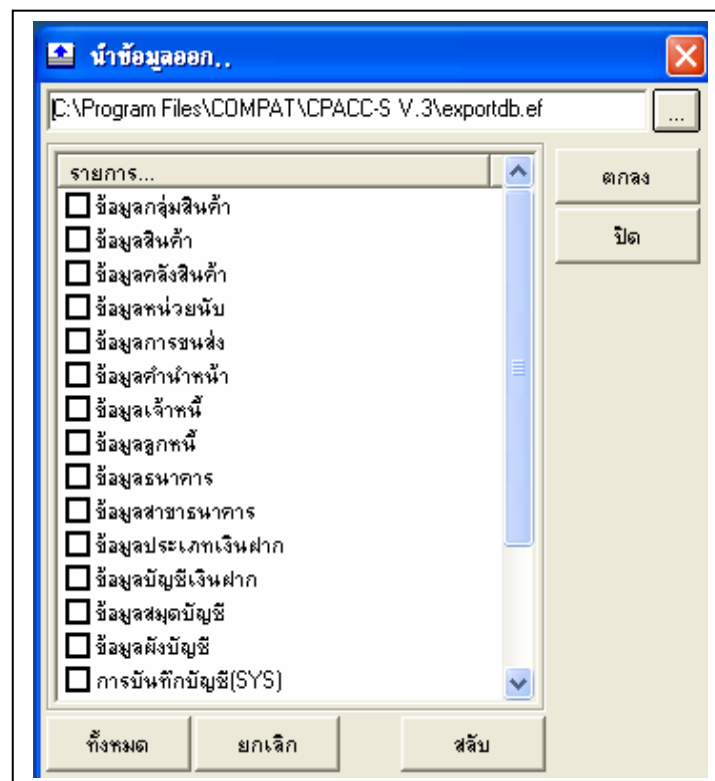 นำข้อมูลออก..
C:\Program Files\COMPAT\CPACC-S V.3\exportdb.ef
...
รายการ...
ตกลง
ข้อมูลกลุ่มสินค้า
ข้อมูลสินค้า
ปิด
ข้อมูลคลังสินค้า
ข้อมูลหน่วยนับ
ข้อมูลการขนส่ง
ข้อมูลคำนำหน้า
ข้อมูลเจ้าหนี้
ข้อมูลลูกหนี้
ข้อมูลธนาคาร
ข้อมูลสาขาธนาคาร
ข้อมูลประเภทเงินฝาก
ข้อมูลบัญชีเงินฝาก
ข้อมูลสมุดบัญชี
ข้อมูลผังบัญชี
การบันทึกบัญชี(SYS)
ทั้งหมด ยกเลิก สลับ